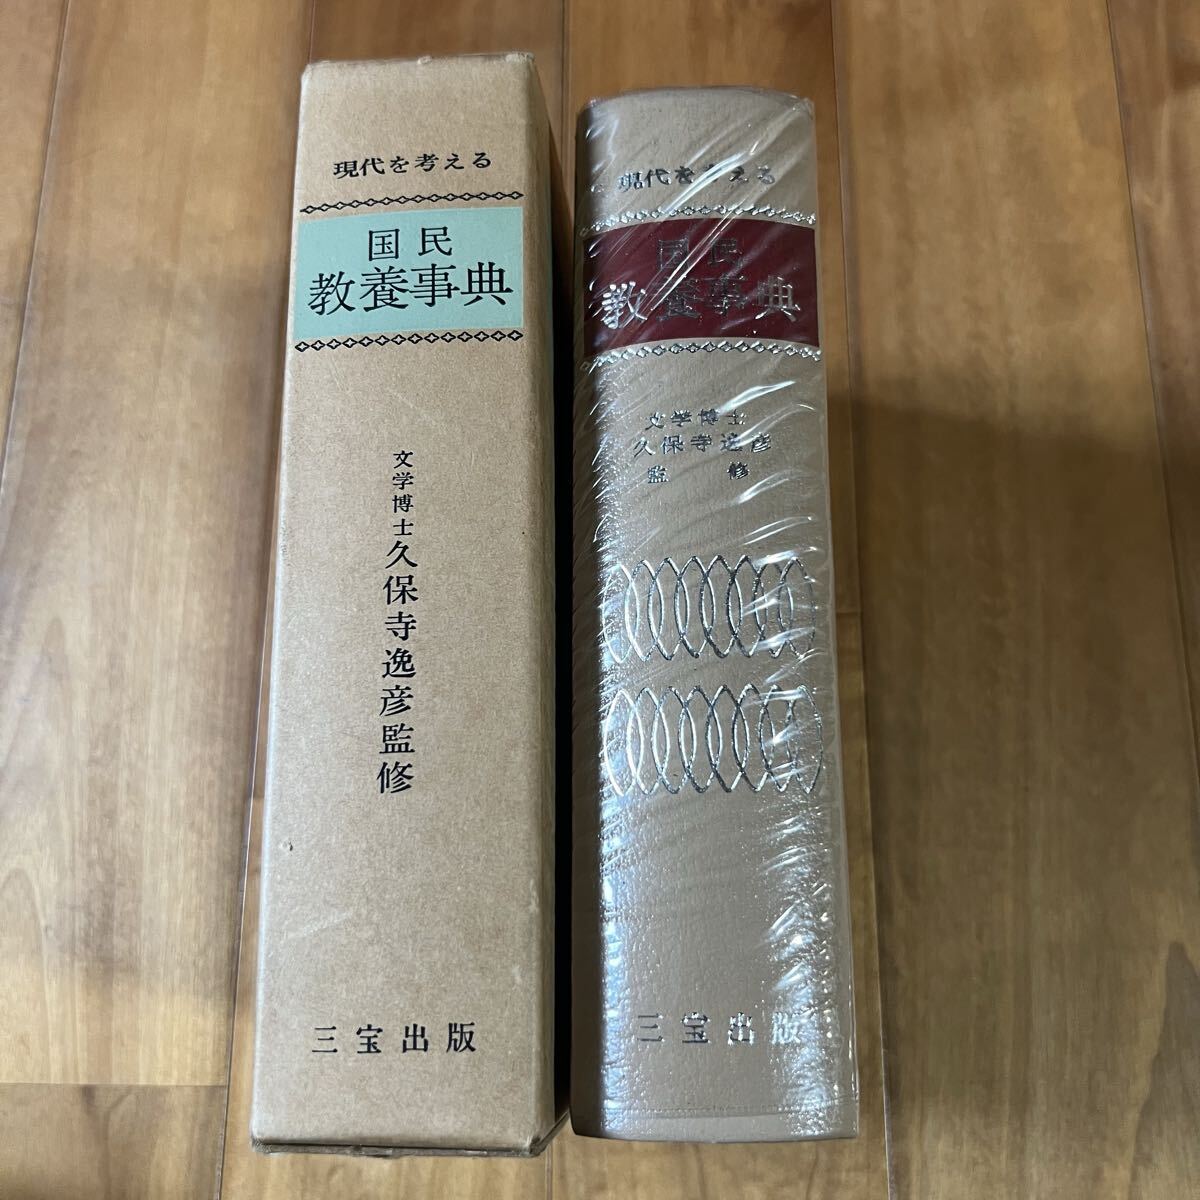 現代を考える
国民
教養事典
文学博士久保寺逸彦監修
三宝出版
現代を考える
国民
教養事典
文学博士
久保寺逸彦
監修
三宝出版